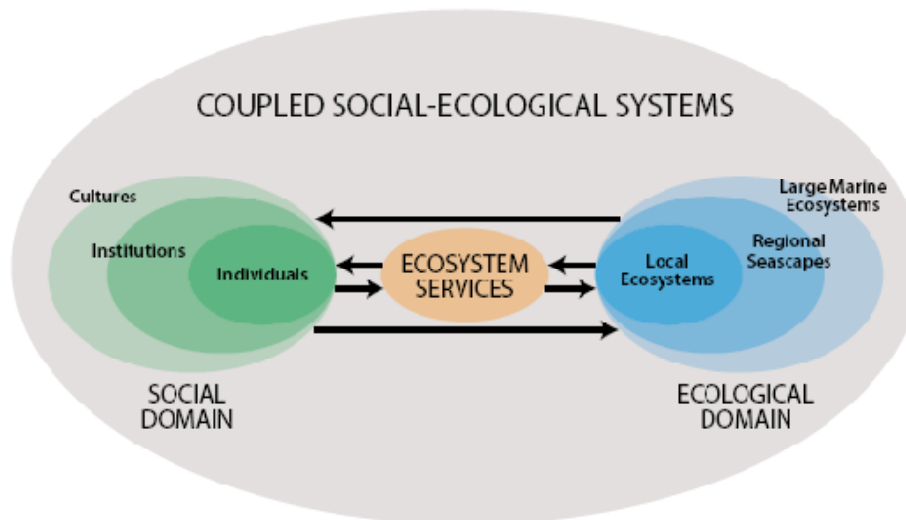 COUPLED SOCIAL-ECOLOGICAL SYSTEMS
Cultures
Institutions
Individuals
ECOSYSTEM
SERVICES
Local
Ecosystems
Regional
Seascapes
Large Marine
Ecosystems
SOCIAL
DOMAIN
ECOLOGICAL
DOMAIN